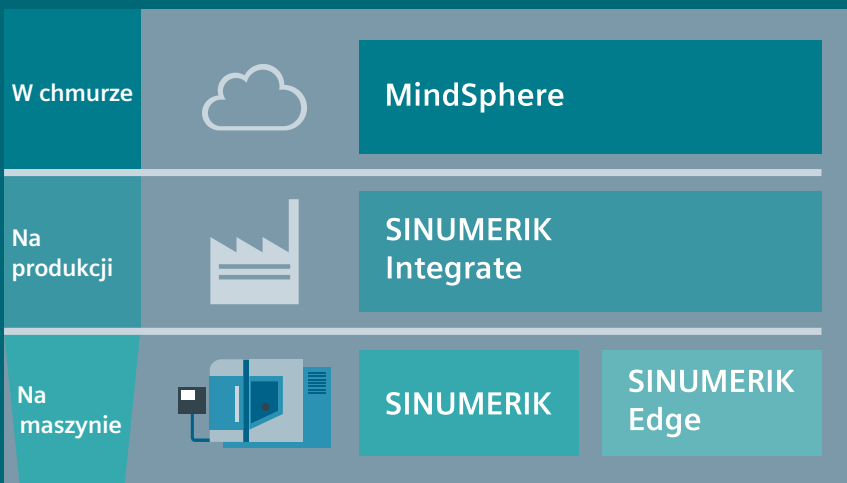 W chmurze
MindSphere
Na
produkcji
SINUMERIK
Integrate
Na
maszynie
SINUMERIK
SINUMERIK
Edge